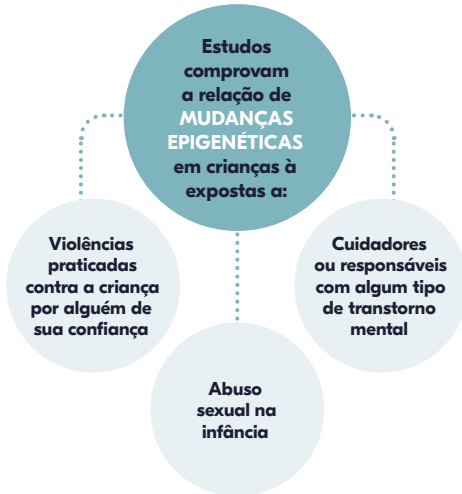 Estudos
comprovam
a relação de
MUDANÇAS
EPIGENÉTICAS
em crianças à
expostas a:
Violências
praticadas
contra a criança
por alguém de
sua confiança
Cuidadores
ou responsáveis
com algum tipo
de transtorno
mental
Abuso
sexual na
infância